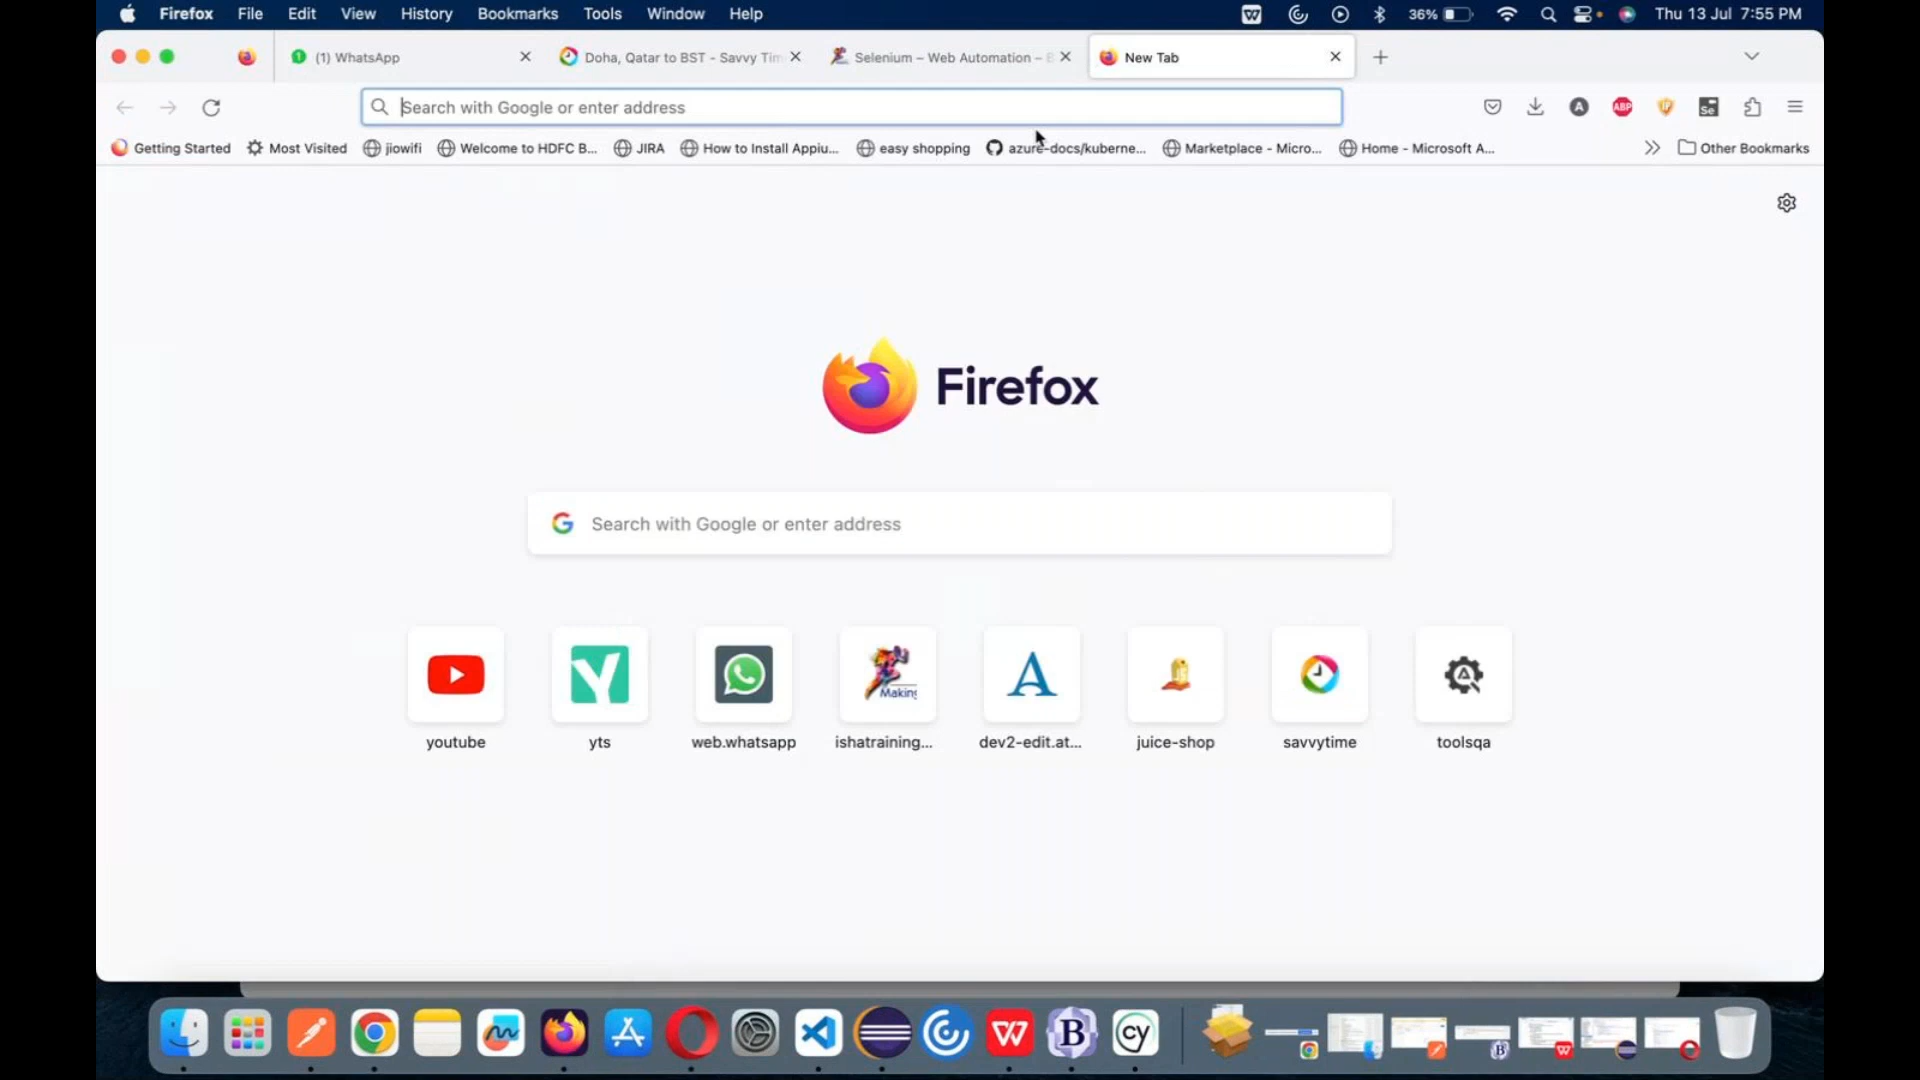 Firefox File Edit View History Bookmarks Tools Window Help 36% Thu 13 Jul 7:55 PM
(1) WhatsApp Doha, Qatar to BST - Savvy Tim Selenium – Web Automation – New Tab
Search with Google or enter address
A ABP Se
Getting Started Most Visited jiowifi Welcome to HDFC B... JIRA How to Install Appiu... easy shopping azure-docs/kuberne... Marketplace - Micro... Home - Microsoft A... Other Bookmarks
Firefox
Search with Google or enter address
Making
youtube yts web.whatsapp ishatraining... dev2-edit.at... juice-shop savvytime toolsqa
W B cy